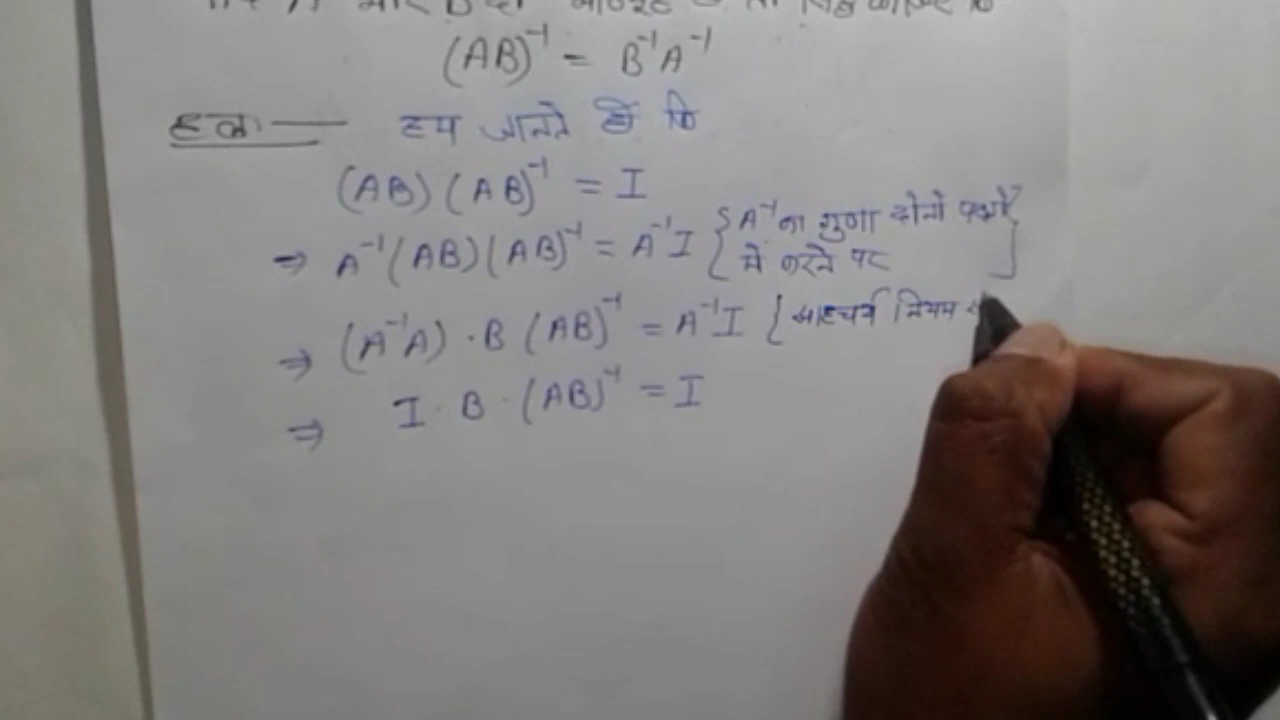 (AB)⁻¹ = B⁻¹A⁻¹
हल:— हम जानते हैं कि
(AB)(AB)⁻¹ = I
⇒ A⁻¹(AB)(AB)⁻¹ = A⁻¹I { A⁻¹ का गुणा दोनो पक्षों
में करने पर }
⇒ (A⁻¹A)·B(AB)⁻¹ = A⁻¹I { साहचर्य नियम
⇒ I·B·(AB)⁻¹ = I